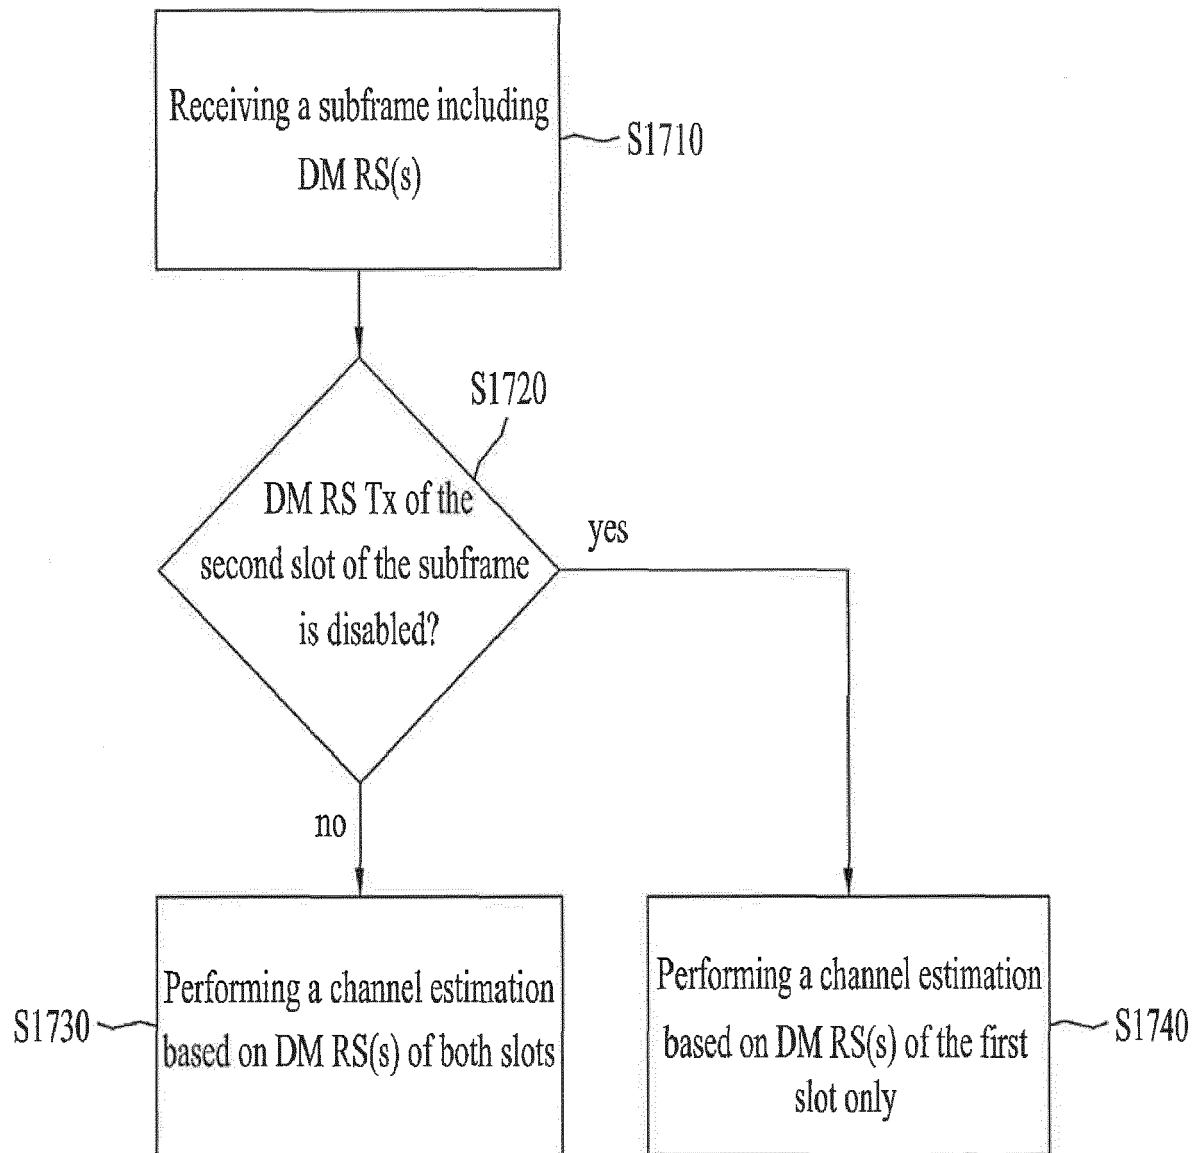 Receiving a subframe including
DM RS(s)
S1710
S1720
DM RS Tx of the
second slot of the subframe
is disabled?
yes
no
Performing a channel estimation
based on DM RS(s) of both slots
S1730
Performing a channel estimation
based on DM RS(s) of the first
slot only
S1740